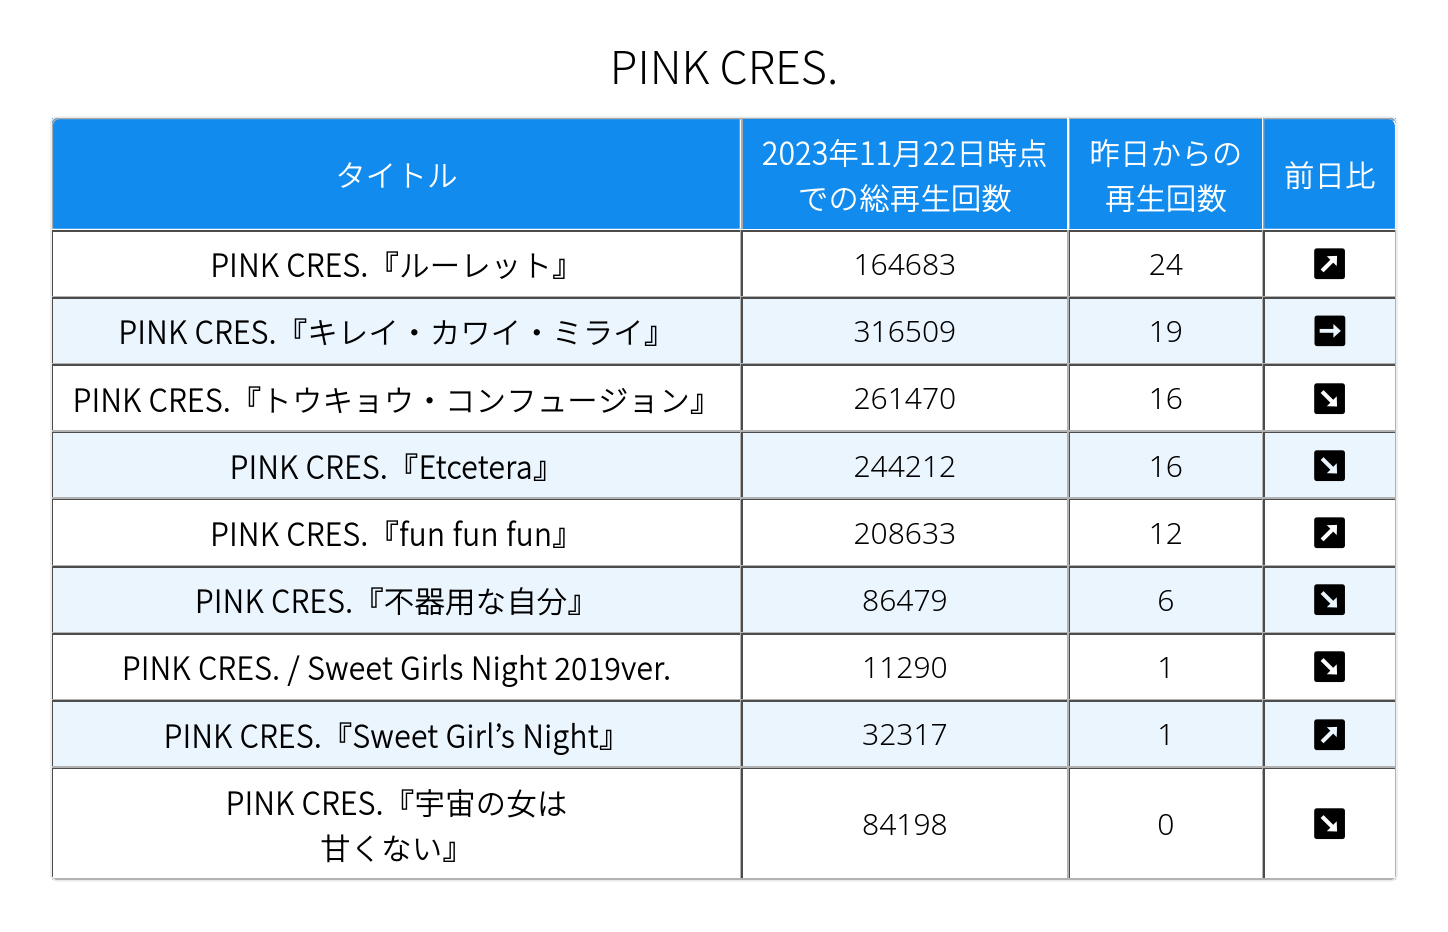 PINK CRES.
タイトル
2023年11月22日時点
での総再生回数
昨日からの
再生回数
前日比
PINK CRES.『ルーレット』 164683 24
PINK CRES.『キレイ・カワイ・ミライ』 316509 19
PINK CRES.『トウキョウ・コンフュージョン』 261470 16
PINK CRES.『Etcetera』 244212 16
PINK CRES.『fun fun fun』 208633 12
PINK CRES.『不器用な自分』 86479 6
PINK CRES. / Sweet Girls Night 2019ver. 11290 1
PINK CRES.『Sweet Girl’s Night』 32317 1
PINK CRES.『宇宙の女は
甘くない』 84198 0